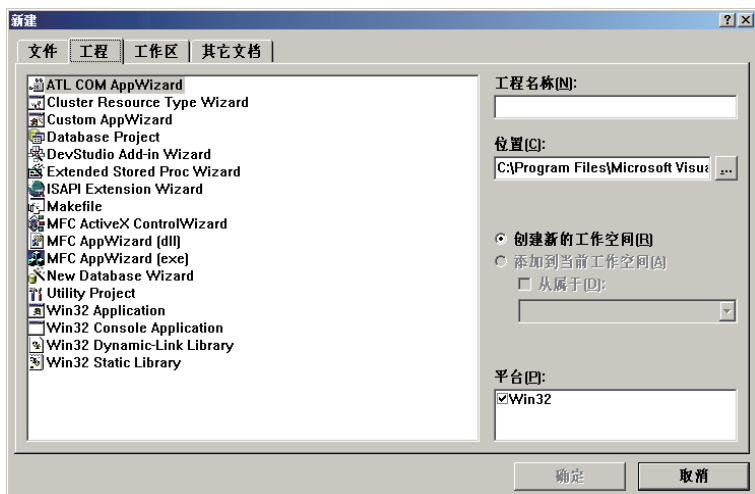 新建
文件 工程 工作区 其它文档
ATL COM AppWizard
Cluster Resource Type Wizard
Custom AppWizard
Database Project
DevStudio Add-in Wizard
Extended Stored Proc Wizard
ISAPI Extension Wizard
Makefile
MFC ActiveX ControlWizard
MFC AppWizard (dll)
MFC AppWizard (exe)
New Database Wizard
Utility Project
Win32 Application
Win32 Console Application
Win32 Dynamic-Link Library
Win32 Static Library
工程名称(N):
位置(C):
C:\Program Files\Microsoft Visua ...
创建新的工作空间(R)
添加到当前工作空间(A)
从属于(D):
平台(P):
Win32
确定 取消